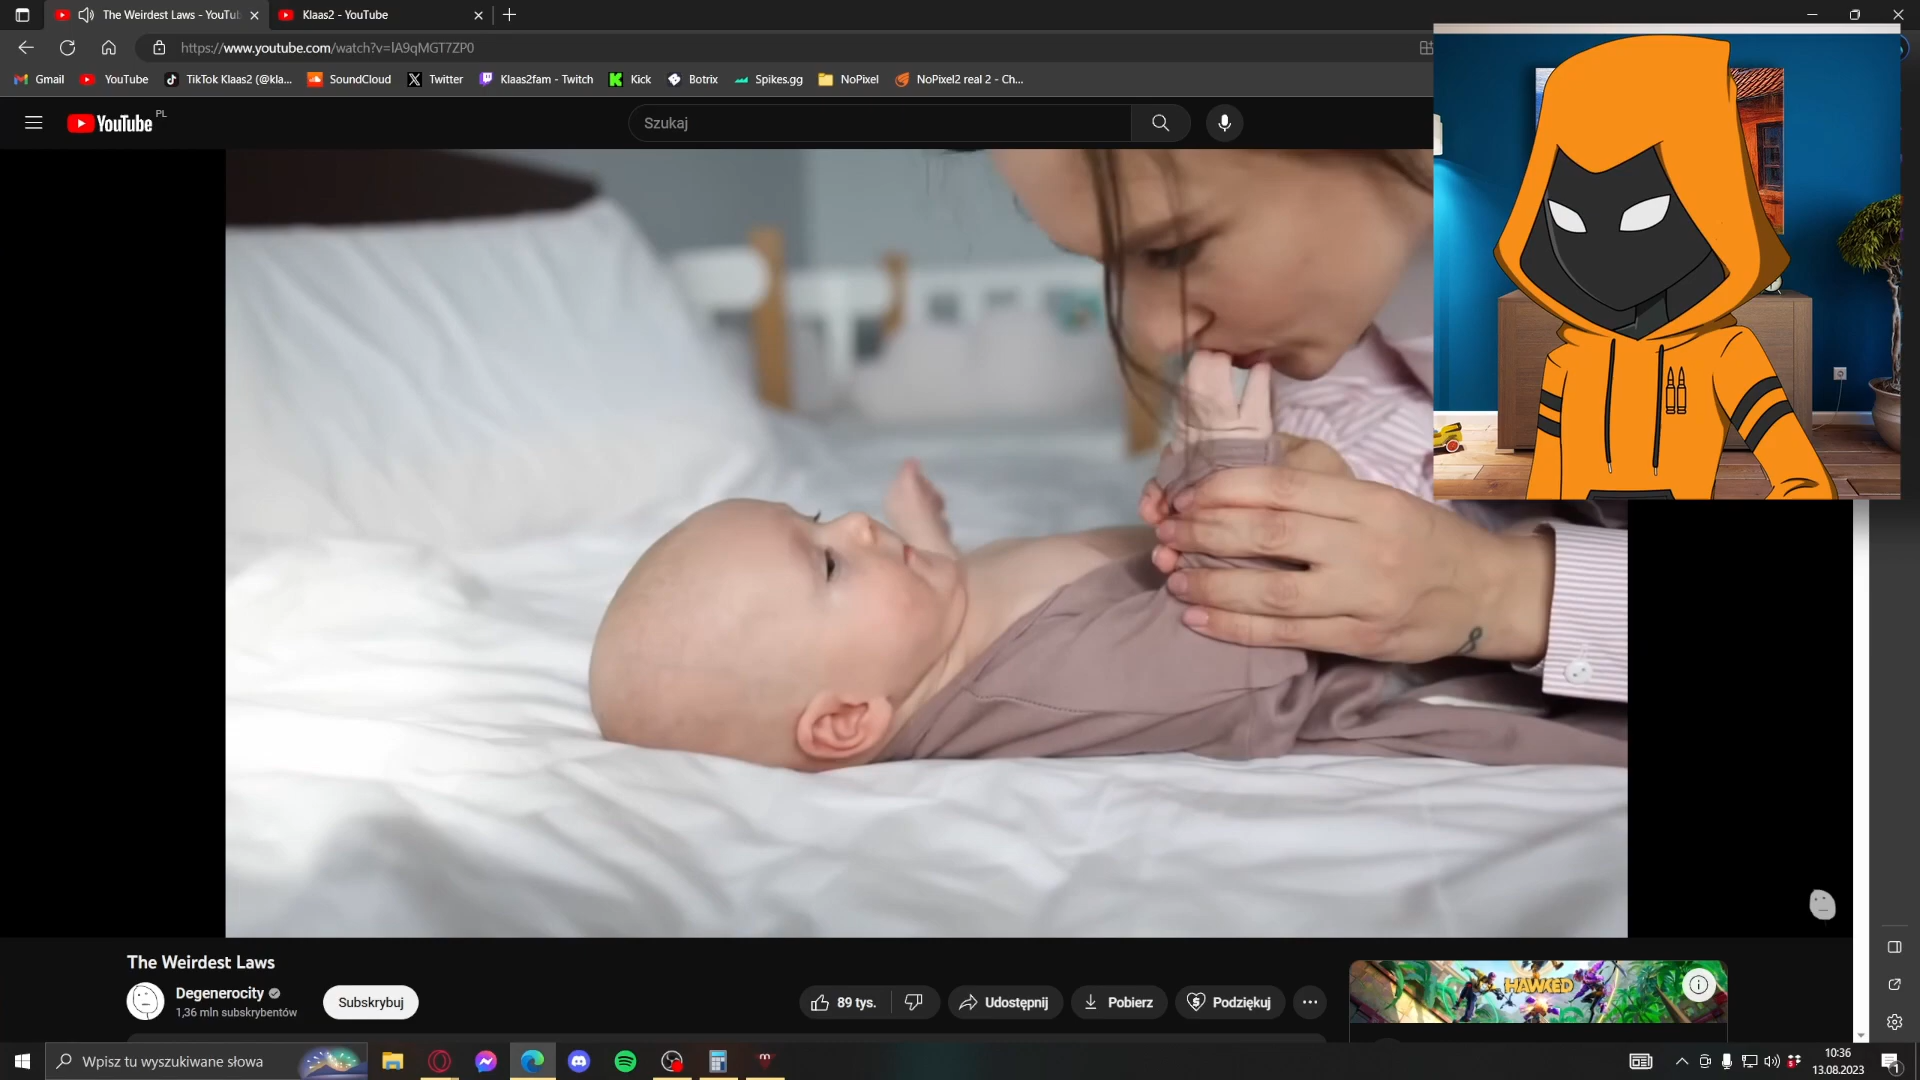 The Weirdest Laws - YouTu
Klaas2 - YouTube
https://www.youtube.com/watch?v=lA9qMGT7ZP0
Gmail
YouTube
TikTok Klaas2 (@kla...
SoundCloud
Twitter
Klaas2fam - Twitch
Kick
Botrix
Spikes.gg
NoPixel
NoPixel2 real 2 - Ch...
YouTube PL
Szukaj
The Weirdest Laws
Degenerocity
1,36 mln subskrybentów
Subskrybuj
89 tys.
Udostępnij
Pobierz
Podziękuj
HAWKED
Wpisz tu wyszukiwane słowa
10:36
13.08.2023
1